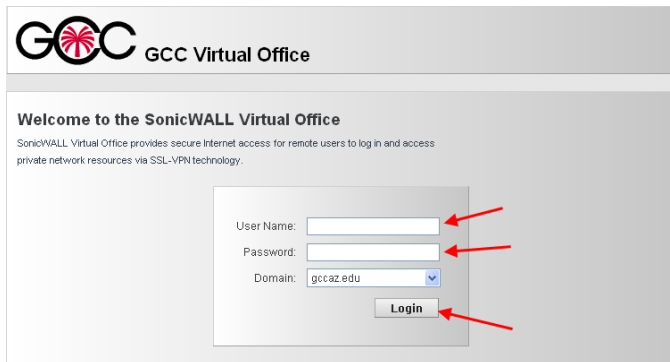 GCC GCC Virtual Office
Welcome to the SonicWALL Virtual Office
SonicWALL Virtual Office provides secure Internet access for remote users to log in and access
private network resources via SSL-VPN technology.
User Name:
Password:
Domain: gccaz.edu
Login